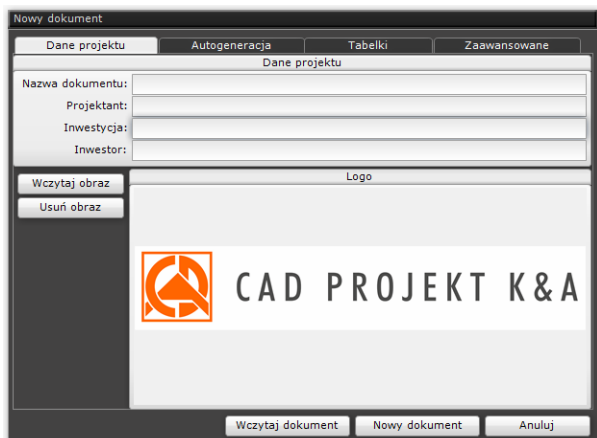 Nowy dokument
Dane projektu Autogeneracja Tabelki Zaawansowane
Dane projektu
Nazwa dokumentu:
Projektant:
Inwestycja:
Inwestor:
Wczytaj obraz
Usuń obraz
Logo
CAD PROJEKT K&A
Wczytaj dokument Nowy dokument Anuluj